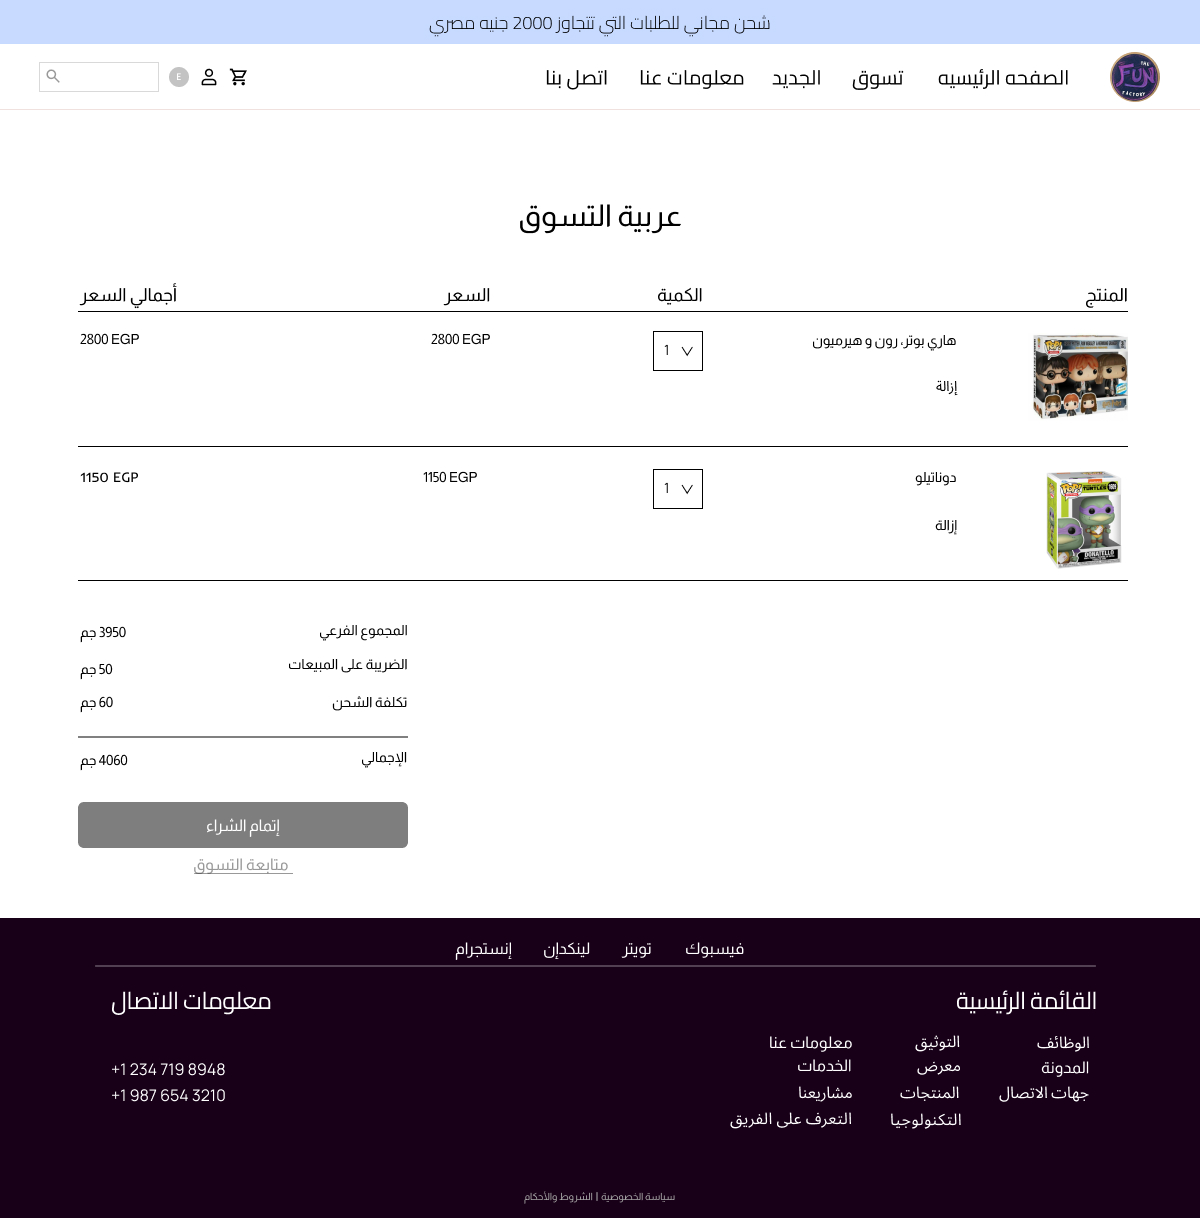 شحن مجاني للطلبات التي تتجاوز 2000 جنيه مصري
THE FUN FACTORY
الصفحه الرئيسيه تسوق الجديد معلومات عنا اتصل بنا
E
عربية التسوق
المنتج الكمية السعر أجمالي السعر
هاري بوتر، رون و هيرميون 1 2800 EGP 2800 EGP
إزالة
دوناتيلو 1 1150 EGP 1150 EGP
إزالة
POP!
TURTLES
DONATELLO
المجموع الفرعي 3950 جم
الضريبة على المبيعات 50 جم
تكلفة الشحن 60 جم
الإجمالي 4060 جم
إتمام الشراء
متابعة التسوق
فيسبوك تويتر لينكدإن إنستجرام
القائمة الرئيسية معلومات الاتصال
الوظائف التوثيق معلومات عنا
المدونة معرض الخدمات
جهات الاتصال المنتجات مشاريعنا
التكنولوجيا التعرف على الفريق
+1 234 719 8948
+1 987 654 3210
سياسة الخصوصية | الشروط والأحكام